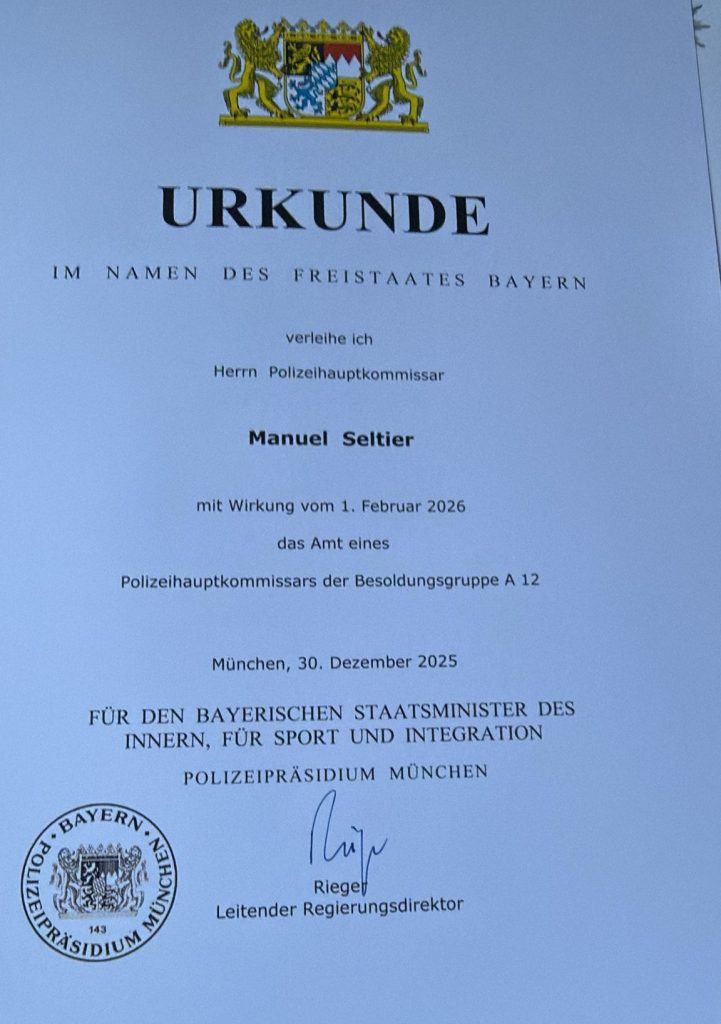 URKUNDE
IM NAMEN DES FREISTAATES BAYERN
verleihe ich
Herrn Polizeihauptkommissar
Manuel Seltier
mit Wirkung vom 1. Februar 2026
das Amt eines
Polizeihauptkommissars der Besoldungsgruppe A 12
München, 30. Dezember 2025
FÜR DEN BAYERISCHEN STAATSMINISTER DES
INNERN, FÜR SPORT UND INTEGRATION
POLIZEIPRÄSIDIUM MÜNCHEN
Rieger
Leitender Regierungsdirektor
· BAYERN ·
POLIZEIPRÄSIDIUM MÜNCHEN
143